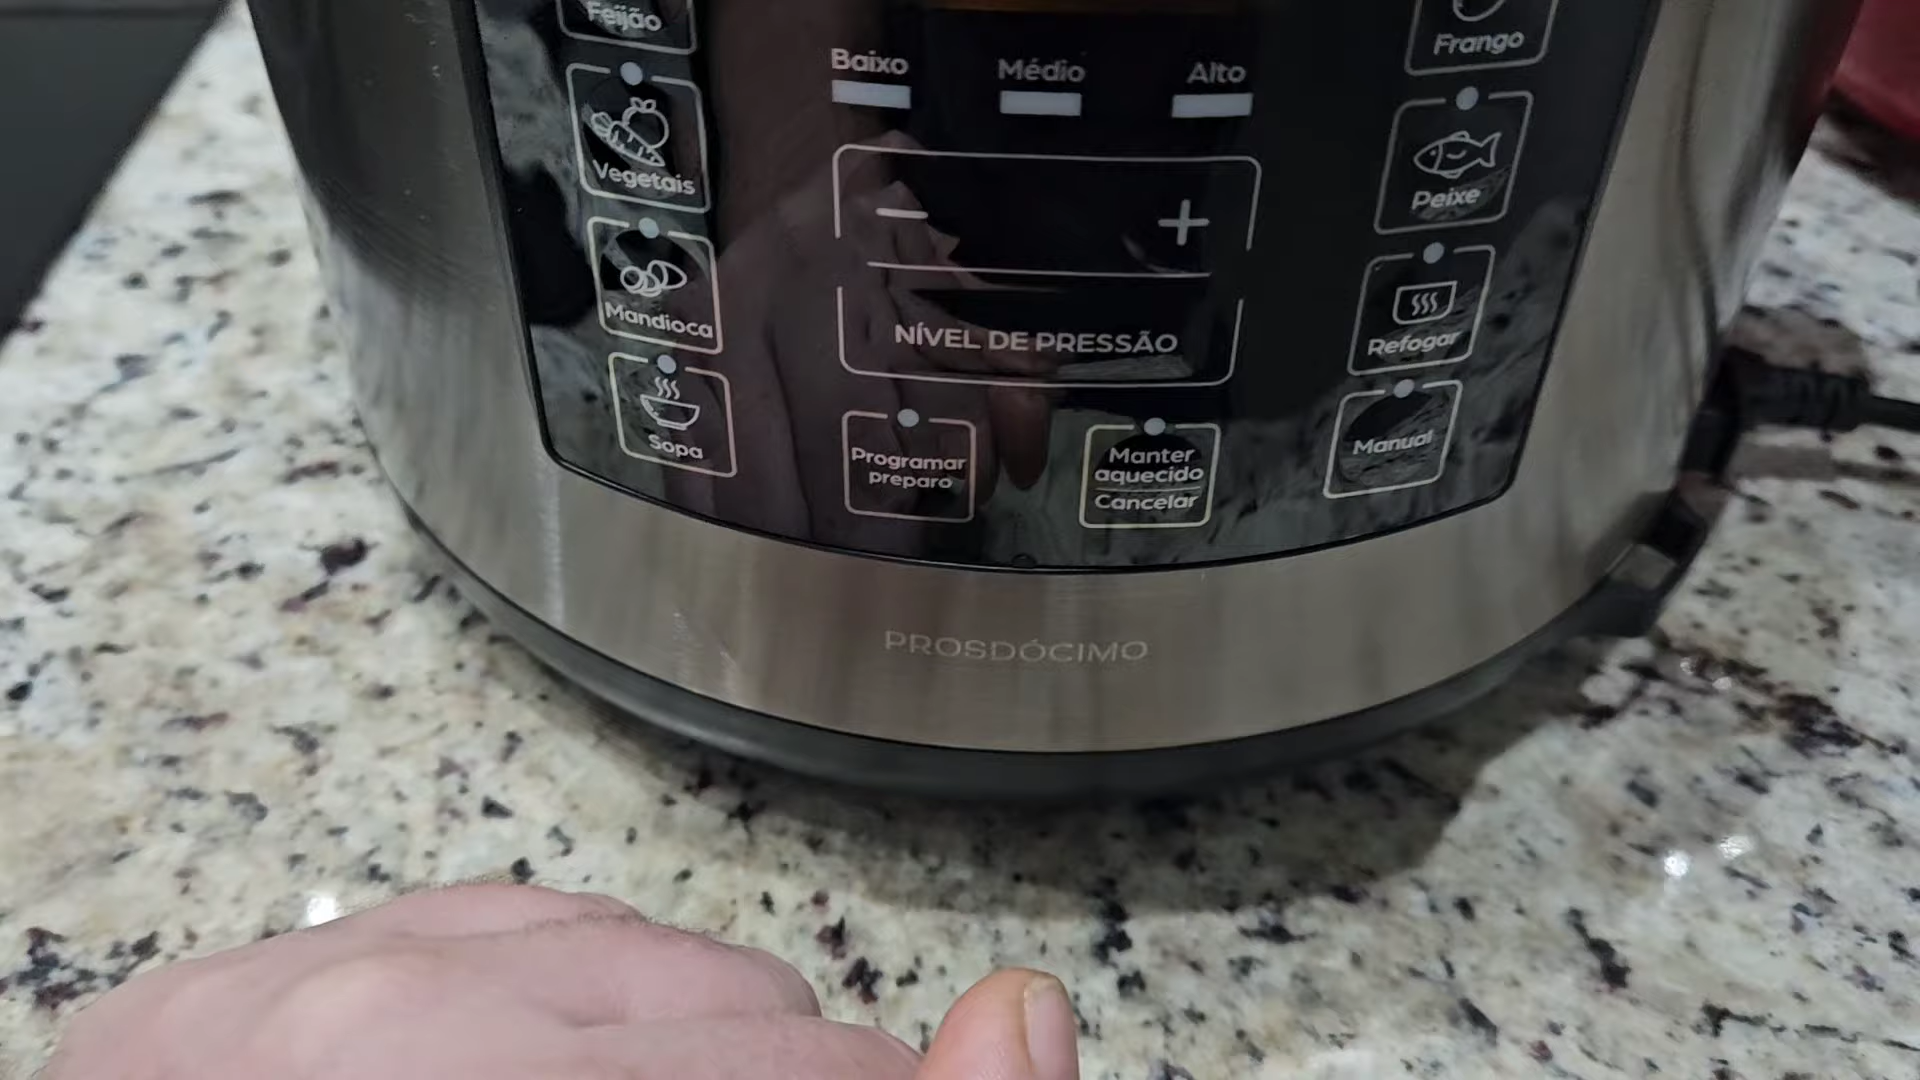 Feijão
Baixo
Médio
Alto
Frango
Vegetais
Peixe
− +
Mandioca
NÍVEL DE PRESSÃO
Refogar
Sopa
Programar
preparo
Manter
aquecido
Cancelar
Manual
PROSDÓCIMO